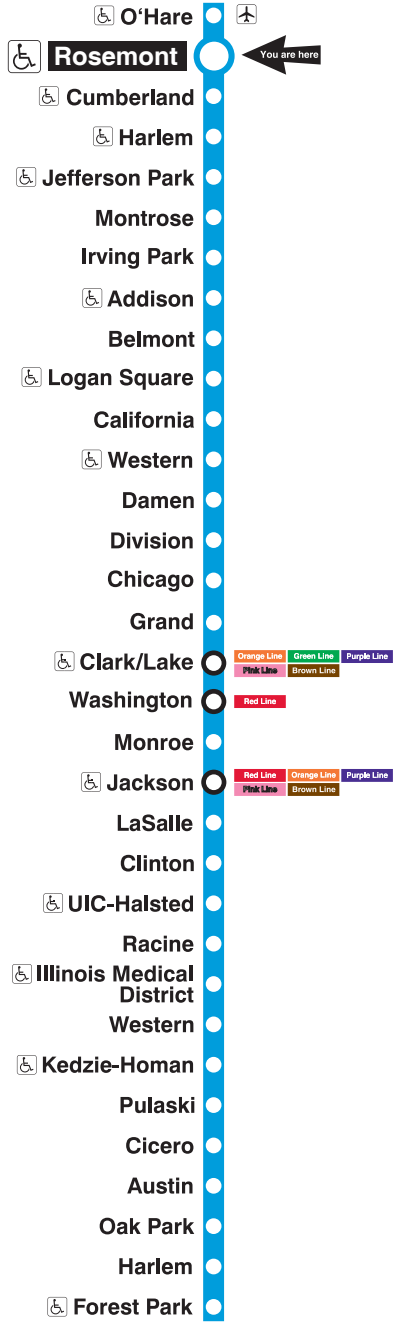 O‘Hare
Rosemont
You are here
Cumberland
Harlem
Jefferson Park
Montrose
Irving Park
Addison
Belmont
Logan Square
California
Western
Damen
Division
Chicago
Grand
Clark/Lake
Orange Line Green Line Purple Line
Pink Line Brown Line
Washington
Red Line
Monroe
Jackson
Red Line Orange Line Purple Line
Pink Line Brown Line
LaSalle
Clinton
UIC-Halsted
Racine
Illinois Medical
District
Western
Kedzie-Homan
Pulaski
Cicero
Austin
Oak Park
Harlem
Forest Park